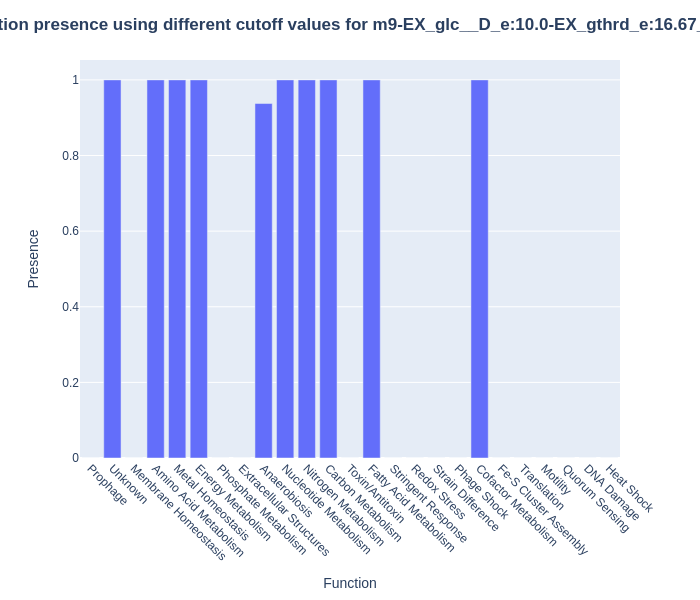 tion presence using different cutoff values for m9-EX_glc__D_e:10.0-EX_gthrd_e:16.67_
1
0.8
0.6
0.4
0.2
0
Presence
Prophage
Unknown
Membrane Homeostasis
Amino Acid Metabolism
Metal Homeostasis
Energy Metabolism
Phosphate Metabolism
Extracellular Structures
Anaerobiosis
Nucleotide Metabolism
Nitrogen Metabolism
Carbon Metabolism
Toxin/Antitoxin
Fatty Acid Metabolism
Stringent Response
Redox Stress
Strain Difference
Phage Shock
Cofactor Metabolism
Fe-S Cluster Assembly
Translation
Motility
Quorum Sensing
DNA Damage
Heat Shock
Function